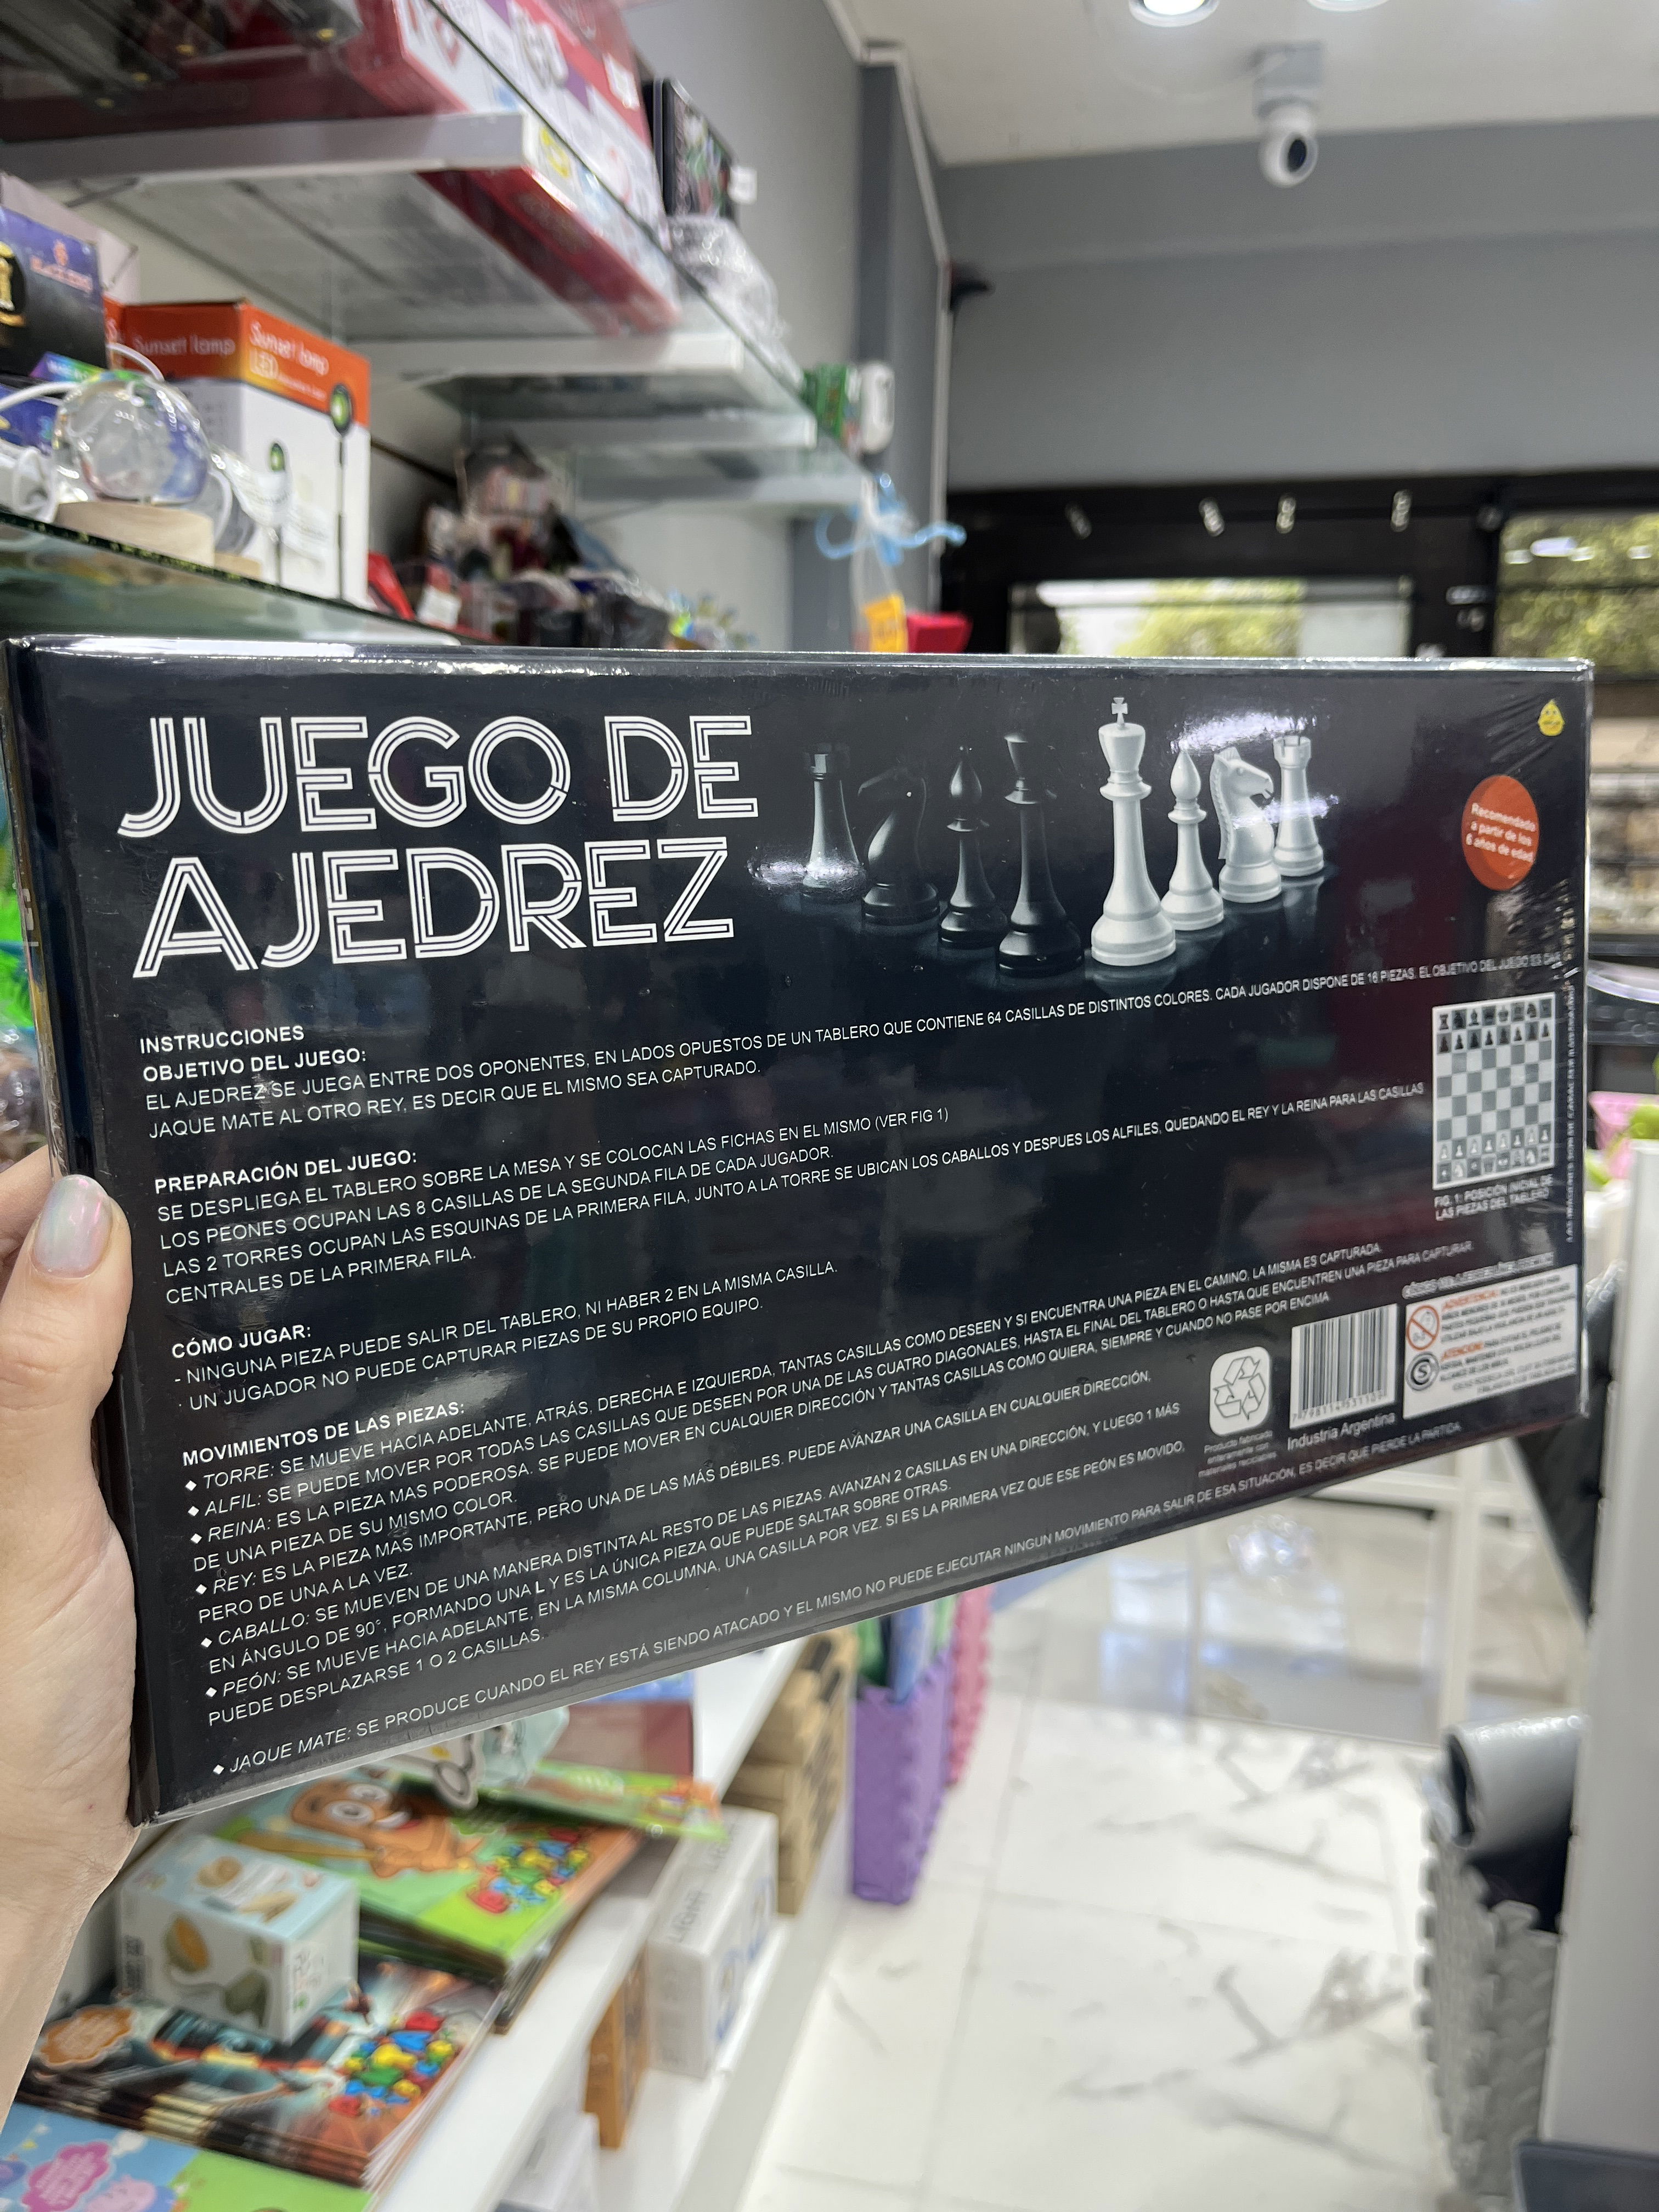 Sunset lamp
Sunset lamp
LED
JUEGO DE
AJEDREZ
Recomendado
a partir de los
6 años de edad
INSTRUCCIONES
OBJETIVO DEL JUEGO:
EL AJEDREZ SE JUEGA ENTRE DOS OPONENTES, EN LADOS OPUESTOS DE UN TABLERO QUE CONTIENE 64 CASILLAS DE DISTINTOS COLORES. CADA JUGADOR DISPONE DE 16 PIEZAS. EL OBJETIVO DEL JUEGO ES DAR
JAQUE MATE AL OTRO REY, ES DECIR QUE EL MISMO SEA CAPTURADO.
PREPARACIÓN DEL JUEGO:
SE DESPLIEGA EL TABLERO SOBRE LA MESA Y SE COLOCAN LAS FICHAS EN EL MISMO (VER FIG 1)
LOS PEONES OCUPAN LAS 8 CASILLAS DE LA SEGUNDA FILA DE CADA JUGADOR.
LAS 2 TORRES OCUPAN LAS ESQUINAS DE LA PRIMERA FILA, JUNTO A LA TORRE SE UBICAN LOS CABALLOS Y DESPUES LOS ALFILES, QUEDANDO EL REY Y LA REINA PARA LAS CASILLAS
CENTRALES DE LA PRIMERA FILA.
FIG. 1: POSICIÓN INICIAL DE
LAS PIEZAS DEL TABLERO
CÓMO JUGAR:
- NINGUNA PIEZA PUEDE SALIR DEL TABLERO, NI HABER 2 EN LA MISMA CASILLA.
· UN JUGADOR NO PUEDE CAPTURAR PIEZAS DE SU PROPIO EQUIPO.
MOVIMIENTOS DE LAS PIEZAS:
◆ TORRE: SE MUEVE HACIA ADELANTE, ATRÁS, DERECHA E IZQUIERDA, TANTAS CASILLAS COMO DESEEN Y SI ENCUENTRA UNA PIEZA EN EL CAMINO, LA MISMA ES CAPTURADA.
◆ ALFIL: SE PUEDE MOVER POR TODAS LAS CASILLAS QUE DESEEN POR UNA DE LAS CUATRO DIAGONALES, HASTA EL FINAL DEL TABLERO O HASTA QUE ENCUENTREN UNA PIEZA PARA CAPTURAR.
◆ REINA: ES LA PIEZA MAS PODEROSA. SE PUEDE MOVER EN CUALQUIER DIRECCIÓN Y TANTAS CASILLAS COMO QUIERA, SIEMPRE Y CUANDO NO PASE POR ENCIMA
DE UNA PIEZA DE SU MISMO COLOR.
◆ REY: ES LA PIEZA MAS IMPORTANTE, PERO UNA DE LAS MÁS DÉBILES. PUEDE AVANZAR UNA CASILLA EN CUALQUIER DIRECCIÓN,
PERO DE UNA A LA VEZ.
◆ CABALLO: SE MUEVEN DE UNA MANERA DISTINTA AL RESTO DE LAS PIEZAS. AVANZAN 2 CASILLAS EN UNA DIRECCIÓN, Y LUEGO 1 MÁS
EN ÁNGULO DE 90°, FORMANDO UNA L Y ES LA ÚNICA PIEZA QUE PUEDE SALTAR SOBRE OTRAS.
◆ PEÓN: SE MUEVE HACIA ADELANTE, EN LA MISMA COLUMNA, UNA CASILLA POR VEZ. SI ES LA PRIMERA VEZ QUE ESE PEÓN ES MOVIDO,
PUEDE DESPLAZARSE 1 O 2 CASILLAS.
◆ JAQUE MATE: SE PRODUCE CUANDO EL REY ESTÁ SIENDO ATACADO Y EL MISMO NO PUEDE EJECUTAR NINGUN MOVIMIENTO PARA SALIR DE ESA SITUACIÓN, ES DECIR QUE PIERDE LA PARTIDA.
Producto fabricado
enteramente con
materiales reciclables
Industria Argentina
¡ADVERTENCIA!
¡ATENCIÓN!